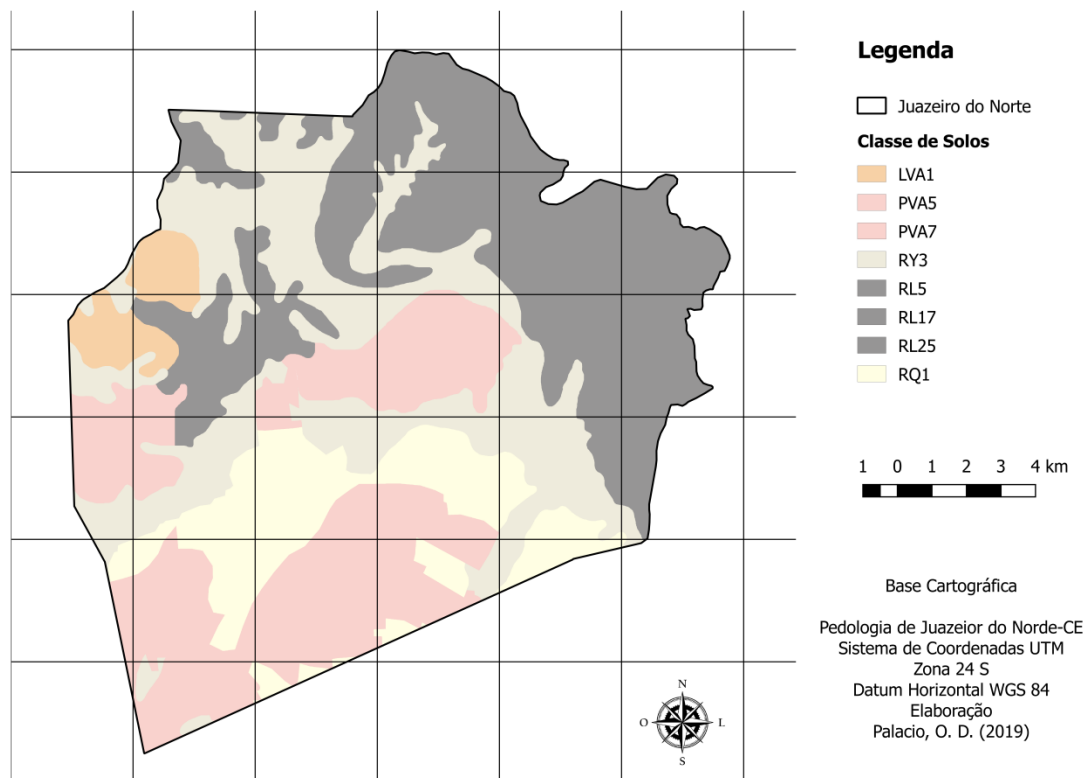 Legenda
Juazeiro do Norte
Classe de Solos
LVA1
PVA5
PVA7
RY3
RL5
RL17
RL25
RQ1
1 0 1 2 3 4 km
Base Cartográfica
Pedologia de Juazeior do Norde-CE
Sistema de Coordenadas UTM
Zona 24 S
Datum Horizontal WGS 84
Elaboração
Palacio, O. D. (2019)
N
O L
S